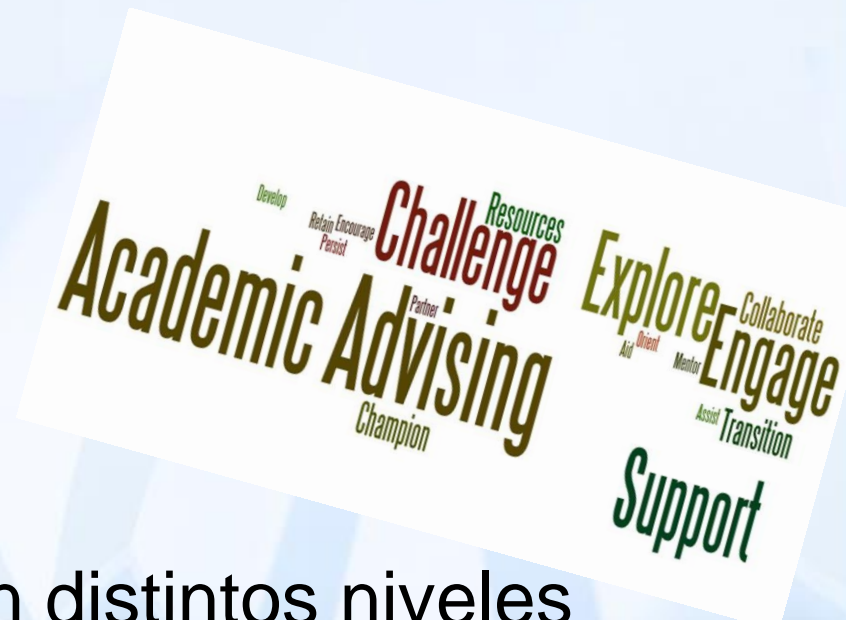 Develop
Retain Encourage
Persist
Challenge
Resources
Academic Advising
Partner
Champion
Explore
Collaborate
Aid Orient Mentor
Engage
Assist Transition
Support
distintos niveles